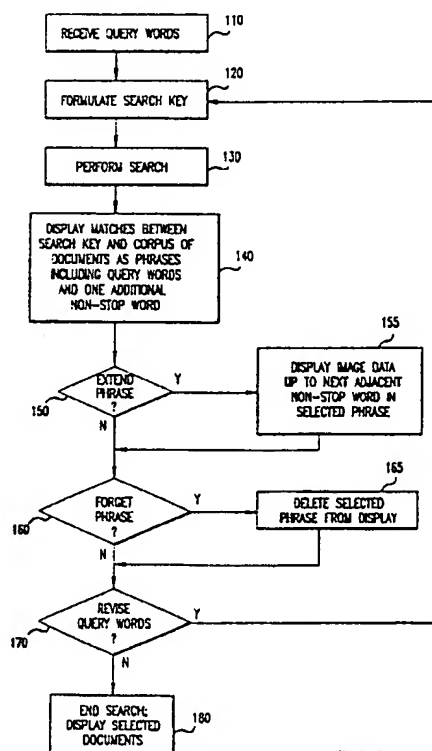 RECEIVE QUERY WORDS
110
120
FORMULATE SEARCH KEY
130
PERFORM SEARCH
DISPLAY MATCHES BETWEEN
SEARCH KEY AND CORPUS OF
DOCUMENTS AS PHRASES
INCLUDING QUERY WORDS
AND ONE ADDITIONAL
NON-STOP WORD
140
155
EXTEND
PHRASE
?
150
Y
N
DISPLAY IMAGE DATA
UP TO NEXT ADJACENT
NON-STOP WORD IN
SELECTED PHRASE
165
FORGET
PHRASE
?
160
Y
N
DELETE SELECTED
PHRASE FROM DISPLAY
REVISE
QUERY WORDS
?
170
Y
N
END SEARCH;
DISPLAY SELECTED
DOCUMENTS
180